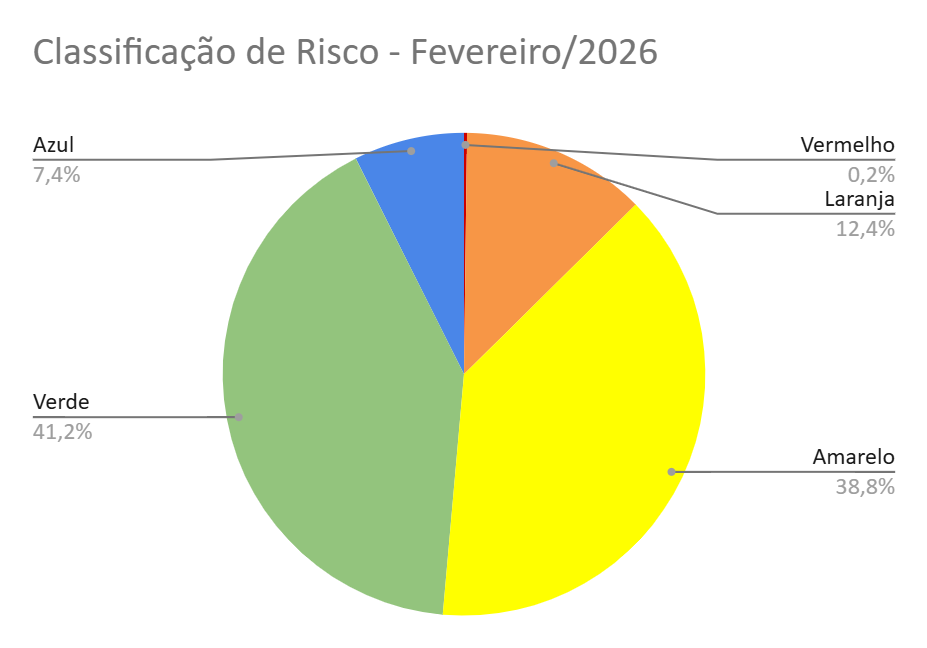 Classificação de Risco - Fevereiro/2026
Azul
7,4%
Vermelho
0,2%
Laranja
12,4%
Verde
41,2%
Amarelo
38,8%